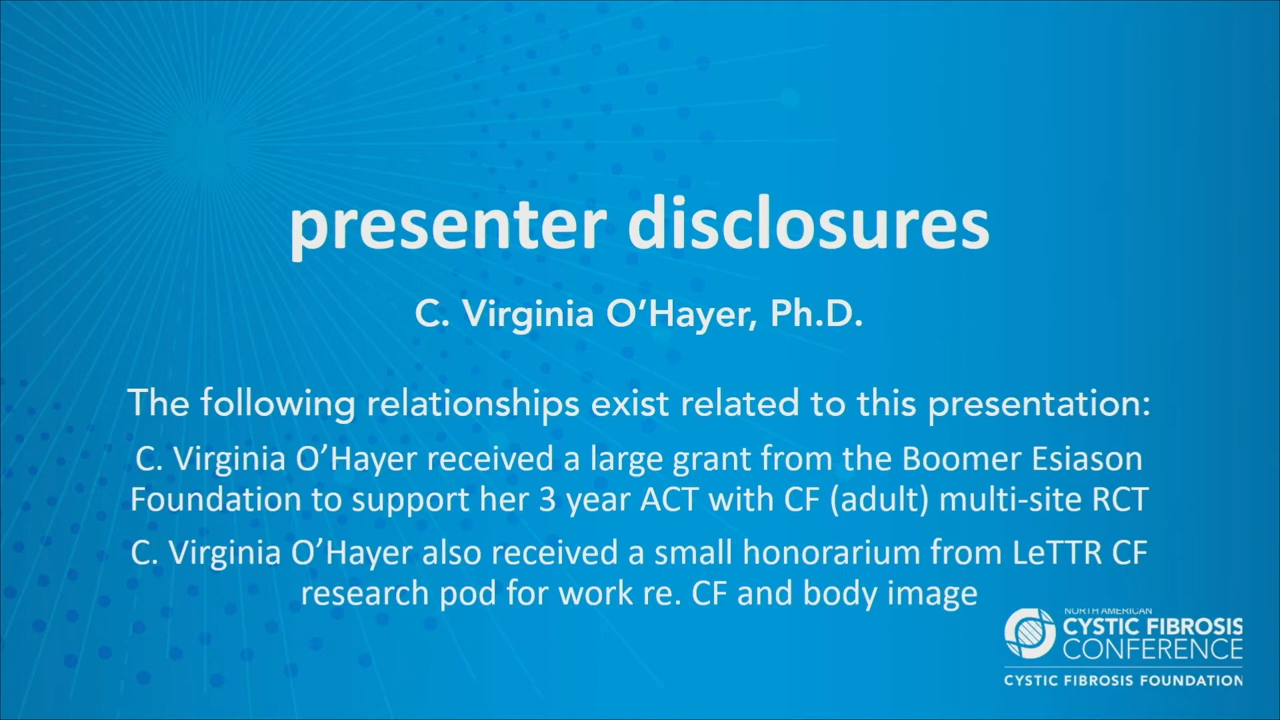 presenter disclosures
C. Virginia O’Hayer, Ph.D.
The following relationships exist related to this presentation:
C. Virginia O’Hayer received a large grant from the Boomer Esiason
Foundation to support her 3 year ACT with CF (adult) multi-site RCT
C. Virginia O’Hayer also received a small honorarium from LeTTR CF
research pod for work re. CF and body image
NORTH AMERICAN
CYSTIC FIBROSIS
CONFERENCE
CYSTIC FIBROSIS FOUNDATION